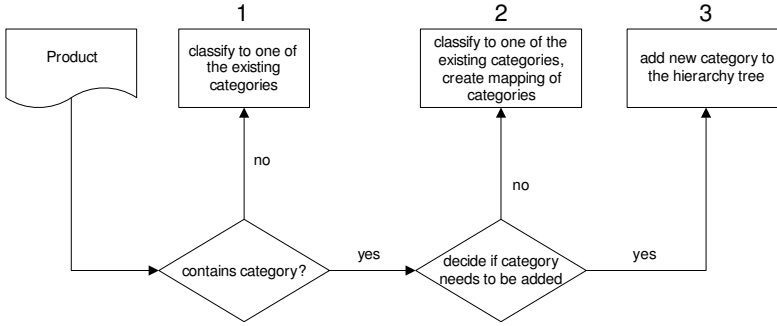 1
2
3
Product
classify to one of
the existing
categories
classify to one of the
existing categories,
create mapping of
categories
add new category to
the hierarchy tree
no
no
contains category?
yes
decide if category
needs to be added
yes